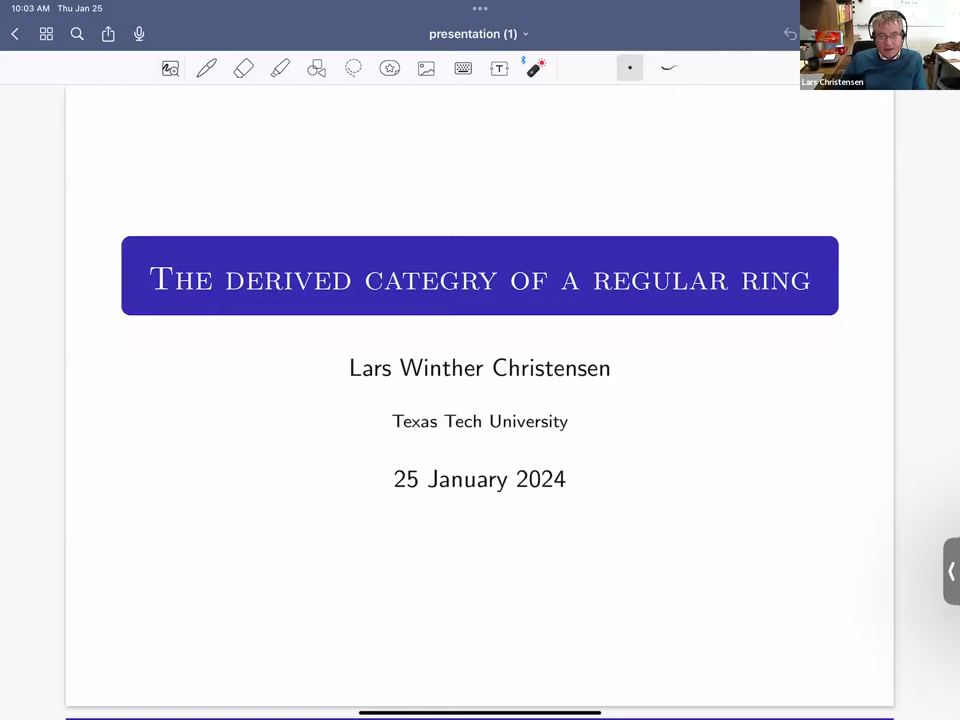 10:03 AM Thu Jan 25
presentation (1)
Lars Christensen
The derived categry of a regular ring
Lars Winther Christensen
Texas Tech University
25 January 2024